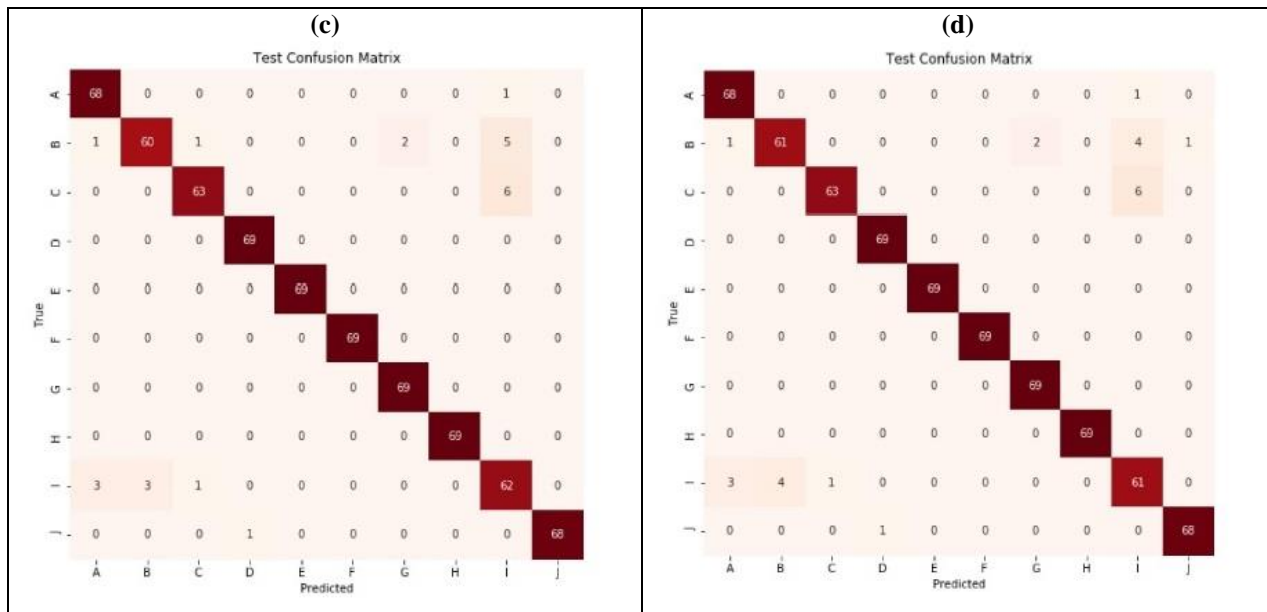 (c)
Test Confusion Matrix
A 68 0 0 0 0 0 0 0 1 0
B 1 60 1 0 0 0 2 0 5 0
C 0 0 63 0 0 0 0 0 6 0
D 0 0 0 69 0 0 0 0 0 0
E 0 0 0 0 69 0 0 0 0 0
F 0 0 0 0 0 69 0 0 0 0
G 0 0 0 0 0 0 69 0 0 0
H 0 0 0 0 0 0 0 69 0 0
I 3 3 1 0 0 0 0 0 62 0
J 0 0 0 1 0 0 0 0 0 68
True
A B C D E F G H I J
Predicted
(d)
Test Confusion Matrix
A 68 0 0 0 0 0 0 0 1 0
B 1 61 0 0 0 0 2 0 4 1
C 0 0 63 0 0 0 0 0 6 0
D 0 0 0 69 0 0 0 0 0 0
E 0 0 0 0 69 0 0 0 0 0
F 0 0 0 0 0 69 0 0 0 0
G 0 0 0 0 0 0 69 0 0 0
H 0 0 0 0 0 0 0 69 0 0
I 3 4 1 0 0 0 0 0 61 0
J 0 0 0 1 0 0 0 0 0 68
True
A B C D E F G H I J
Predicted